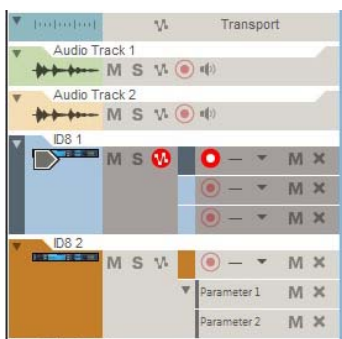 Transport
Audio Track 1
M S
Audio Track 2
M S
ID8 1
M S M
M
M
ID8 2
M S M
Parameter 1 M
Parameter 2 M